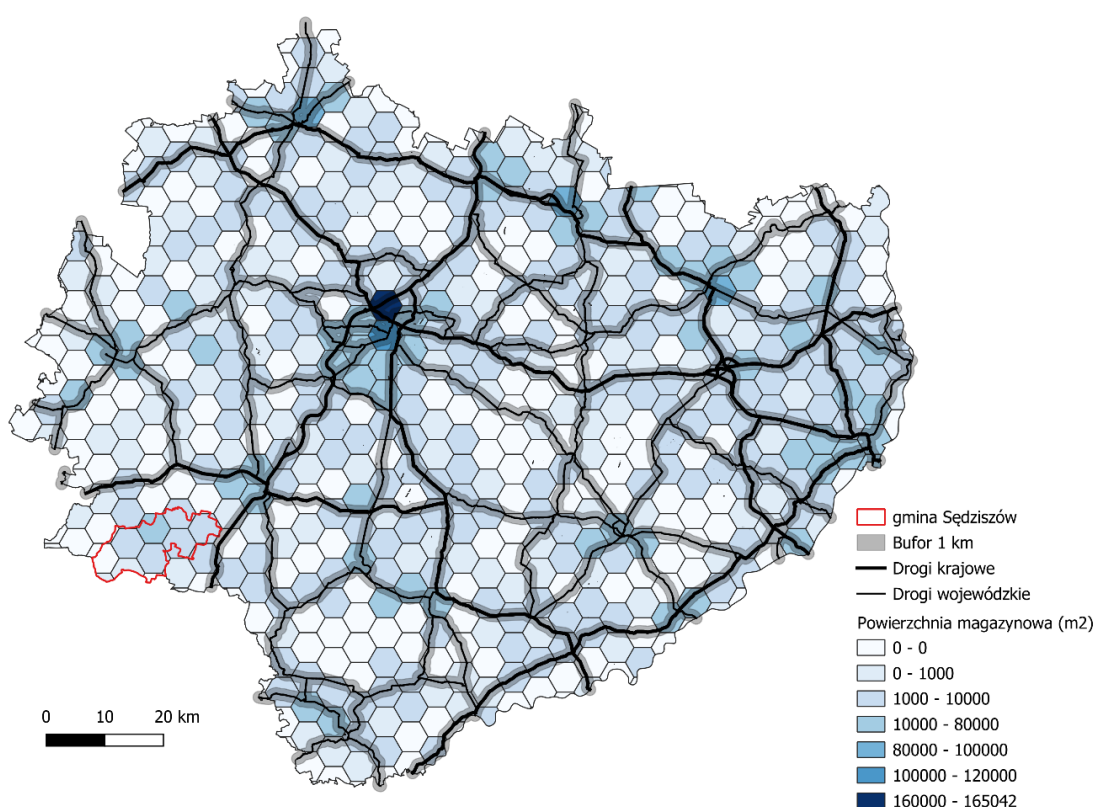 gmina Sędziszów
Bufor 1 km
Drogi krajowe
Drogi wojewódzkie
Powierzchnia magazynowa (m2)
0 - 0
0 - 1000
1000 - 10000
10000 - 80000
80000 - 100000
100000 - 120000
160000 - 165042
0 10 20 km